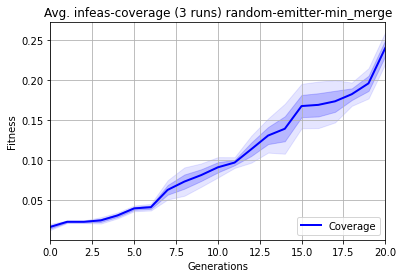 Avg. infeas-coverage (3 runs) random-emitter-min_merge
Fitness
0.25
0.20
0.15
0.10
0.05
0.0 2.5 5.0 7.5 10.0 12.5 15.0 17.5 20.0
Generations
Coverage